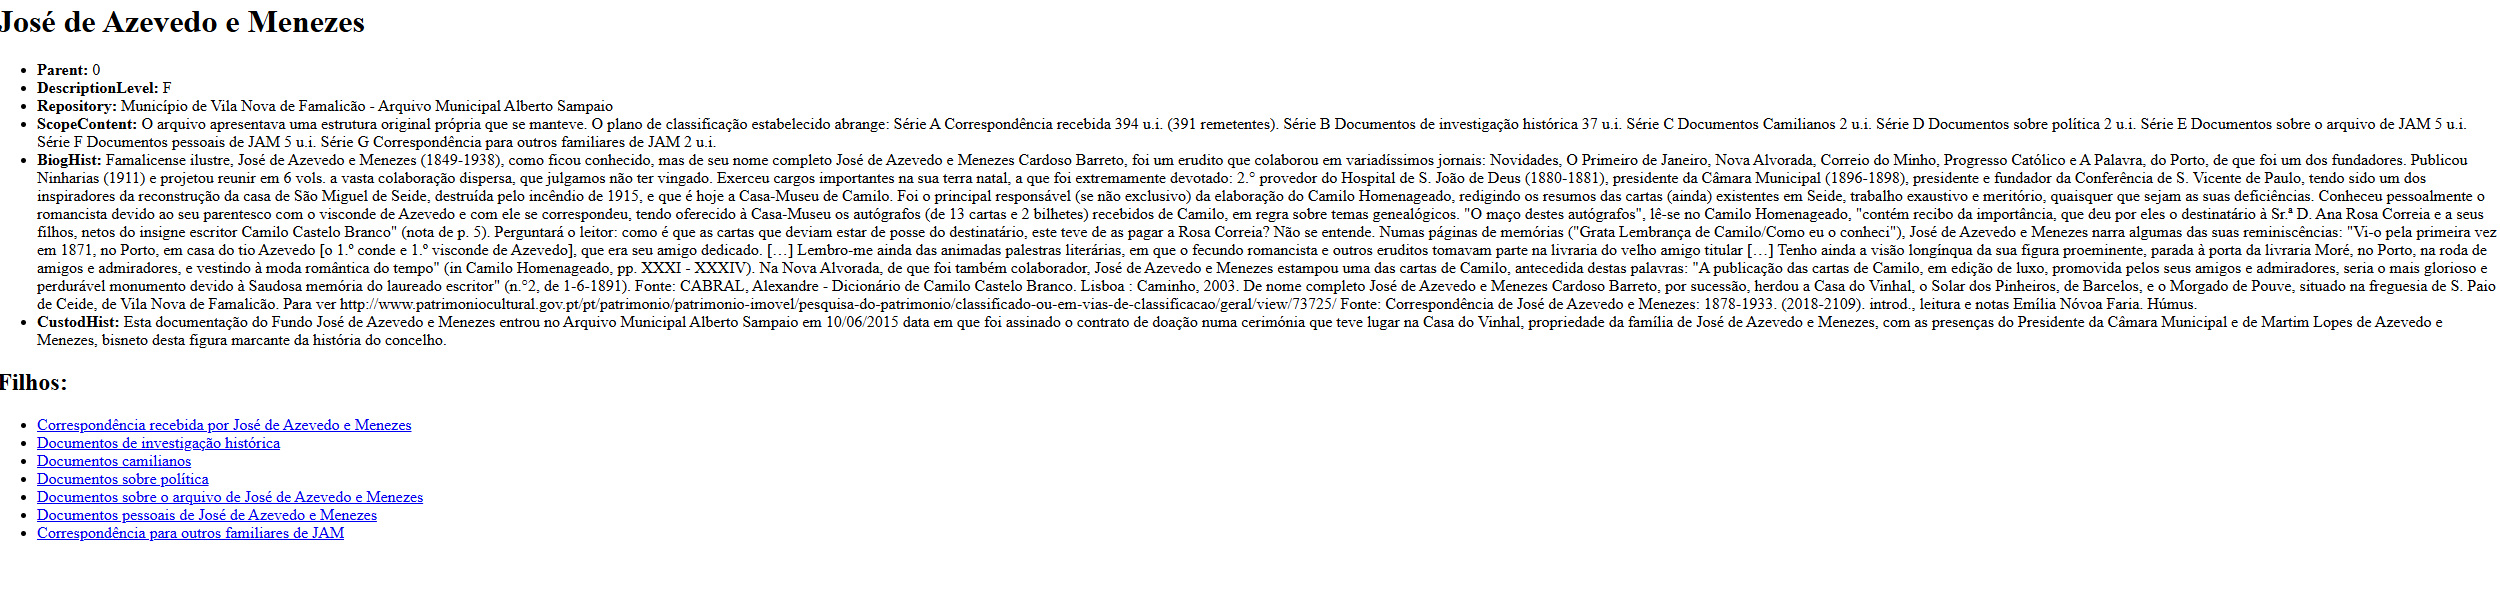 José de Azevedo e Menezes
Parent: 0
DescriptionLevel: F
Repository: Município de Vila Nova de Famalicão - Arquivo Municipal Alberto Sampaio
ScopeContent: O arquivo apresentava uma estrutura original própria que se manteve. O plano de classificação estabelecido abrange: Série A Correspondência recebida 394 u.i. (391 remetentes). Série B Documentos de investigação histórica 37 u.i. Série C Documentos Camilianos 2 u.i. Série D Documentos sobre política 2 u.i. Série E Documentos sobre o arquivo de JAM 5 u.i.
Série F Documentos pessoais de JAM 5 u.i. Série G Correspondência para outros familiares de JAM 2 u.i.
BiogHist: Famalicense ilustre, José de Azevedo e Menezes (1849-1938), como ficou conhecido, mas de seu nome completo José de Azevedo e Menezes Cardoso Barreto, foi um erudito que colaborou em variadíssimos jornais: Novidades, O Primeiro de Janeiro, Nova Alvorada, Correio do Minho, Progresso Católico e A Palavra, do Porto, de que foi um dos fundadores. Publicou
Ninharias (1911) e projetou reunir em 6 vols. a vasta colaboração dispersa, que julgamos não ter vingado. Exerceu cargos importantes na sua terra natal, a que foi extremamente devotado: 2.° provedor do Hospital de S. João de Deus (1880-1881), presidente da Câmara Municipal (1896-1898), presidente e fundador da Conferência de S. Vicente de Paulo, tendo sido um dos
inspiradores da reconstrução da casa de São Miguel de Seide, destruída pelo incêndio de 1915, e que é hoje a Casa-Museu de Camilo. Foi o principal responsável (se não exclusivo) da elaboração do Camilo Homenageado, redigindo os resumos das cartas (ainda) existentes em Seide, trabalho exaustivo e meritório, quaisquer que sejam as suas deficiências. Conheceu pessoalmente o
romancista devido ao seu parentesco com o visconde de Azevedo e com ele se correspondeu, tendo oferecido à Casa-Museu os autógrafos (de 13 cartas e 2 bilhetes) recebidos de Camilo, em regra sobre temas genealógicos. "O maço destes autógrafos", lê-se no Camilo Homenageado, "contém recibo da importância, que deu por eles o destinatário à Sr.ª D. Ana Rosa Correia e a seus
filhos, netos do insigne escritor Camilo Castelo Branco" (nota de p. 5). Perguntará o leitor: como é que as cartas que deviam estar de posse do destinatário, este teve de as pagar a Rosa Correia? Não se entende. Numas páginas de memórias ("Grata Lembrança de Camilo/Como eu o conheci"), José de Azevedo e Menezes narra algumas das suas reminiscências: "Vi-o pela primeira vez
em 1871, no Porto, em casa do tio Azevedo [o 1.º conde e 1.º visconde de Azevedo], que era seu amigo dedicado. […] Lembro-me ainda das animadas palestras literárias, em que o fecundo romancista e outros eruditos tomavam parte na livraria do velho amigo titular […] Tenho ainda a visão longínqua da sua figura proeminente, parada à porta da livraria Moré, no Porto, na roda de
amigos e admiradores, e vestindo à moda romântica do tempo" (in Camilo Homenageado, pp. XXXI - XXXIV). Na Nova Alvorada, de que foi também colaborador, José de Azevedo e Menezes estampou uma das cartas de Camilo, antecedida destas palavras: "A publicação das cartas de Camilo, em edição de luxo, promovida pelos seus amigos e admiradores, seria o mais glorioso e
perdurável monumento devido à Saudosa memória do laureado escritor" (n.°2, de 1-6-1891). Fonte: CABRAL, Alexandre - Dicionário de Camilo Castelo Branco. Lisboa : Caminho, 2003. De nome completo José de Azevedo e Menezes Cardoso Barreto, por sucessão, herdou a Casa do Vinhal, o Solar dos Pinheiros, de Barcelos, e o Morgado de Pouve, situado na freguesia de S. Paio
de Ceide, de Vila Nova de Famalicão. Para ver http://www.patrimoniocultural.gov.pt/pt/patrimonio/patrimonio-imovel/pesquisa-do-patrimonio/classificado-ou-em-vias-de-classificacao/geral/view/73725/ Fonte: Correspondência de José de Azevedo e Menezes: 1878-1933. (2018-2109). introd., leitura e notas Emília Nóvoa Faria. Húmus.
CustodHist: Esta documentação do Fundo José de Azevedo e Menezes entrou no Arquivo Municipal Alberto Sampaio em 10/06/2015 data em que foi assinado o contrato de doação numa cerimónia que teve lugar na Casa do Vinhal, propriedade da família de José de Azevedo e Menezes, com as presenças do Presidente da Câmara Municipal e de Martim Lopes de Azevedo e
Menezes, bisneto desta figura marcante da história do concelho.
Filhos:
Correspondência recebida por José de Azevedo e Menezes
Documentos de investigação histórica
Documentos camilianos
Documentos sobre política
Documentos sobre o arquivo de José de Azevedo e Menezes
Documentos pessoais de José de Azevedo e Menezes
Correspondência para outros familiares de JAM